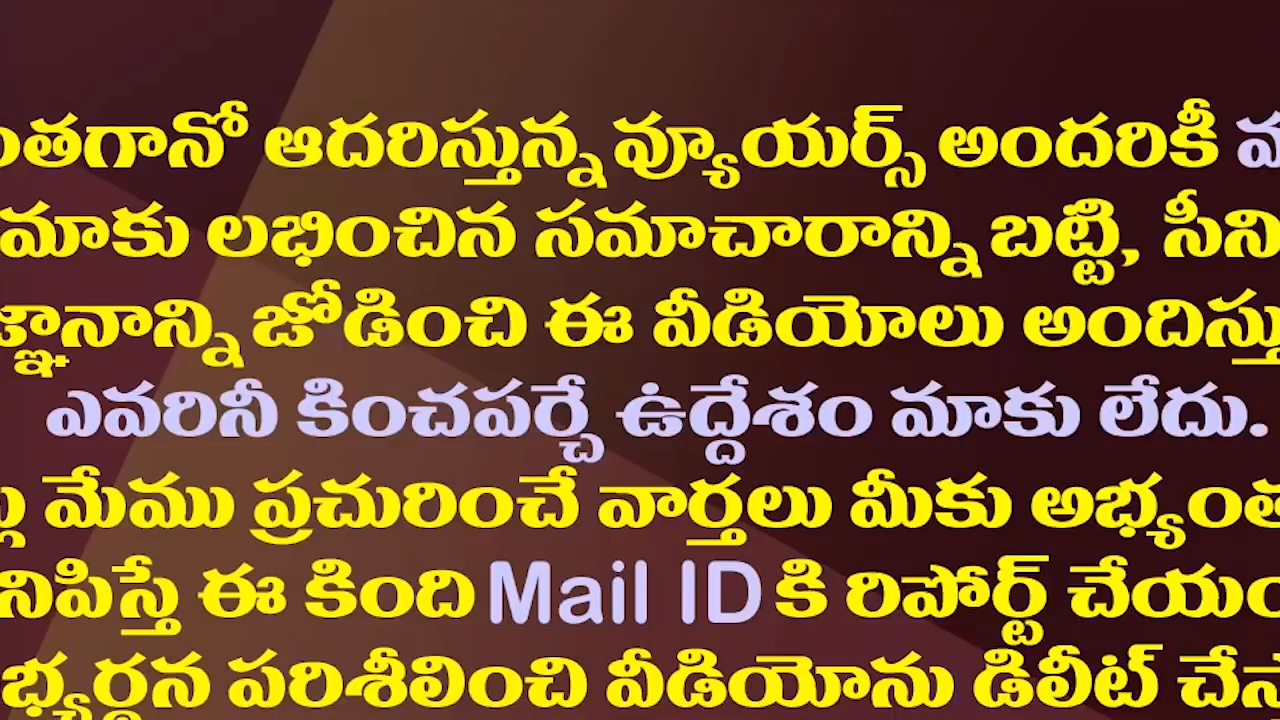 ఆదరిస్తున్న వ్యూయర్స్ అందరికీ
మాకు లభించిన సమాచారాన్ని బట్టి,
జోడించి ఈ వీడియోలు
ఎవరినీ కించపర్చే ఉద్దేశం మాకు లేదు.
మేము ప్రచురించే వార్తలు మీకు
ఈ కింది Mail ID కి రిపోర్ట్
పరిశీలించి వీడియోను డిలీట్